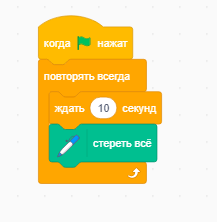 когда нажат
повторять всегда
ждать 10 секунд
стереть всё